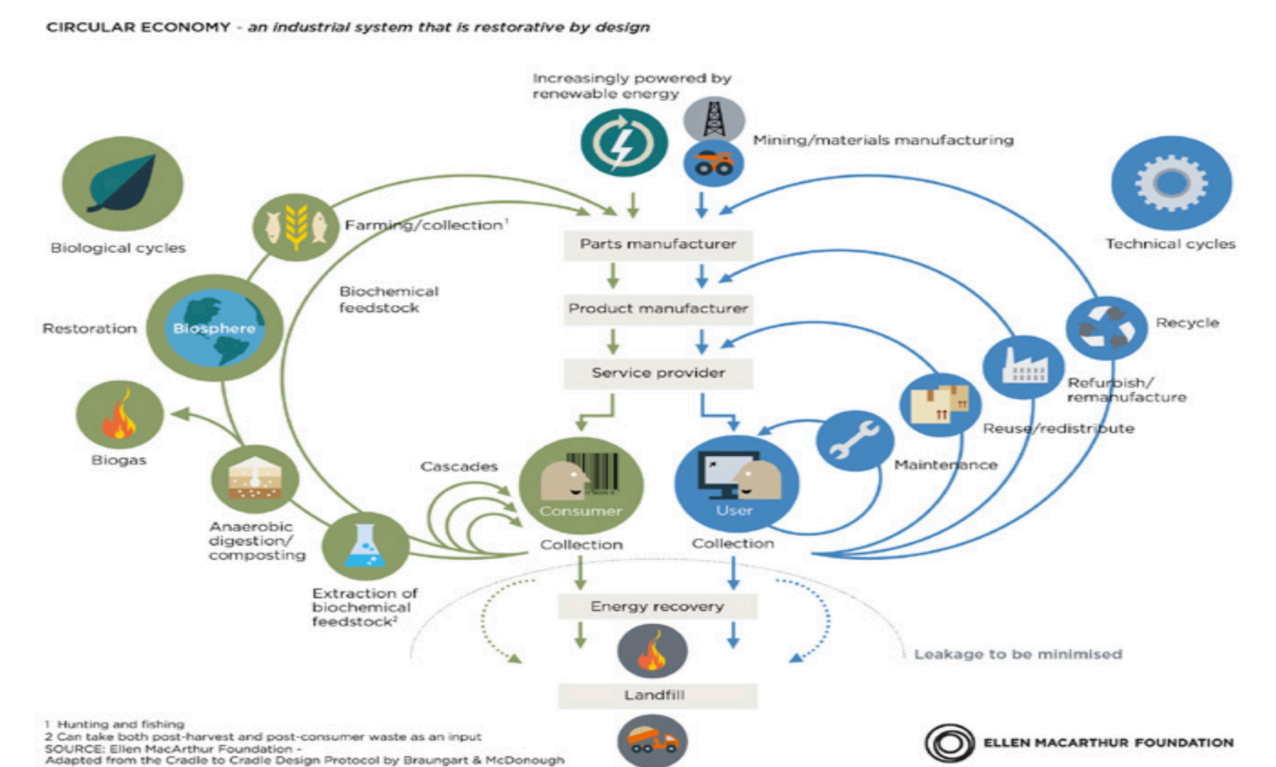 CIRCULAR ECONOMY - an industrial system that is restorative by design
Increasingly powered by
renewable energy
Mining/materials manufacturing
Biological cycles
Technical cycles
Farming/collection¹
Parts manufacturer
Biochemical
feedstock
Product manufacturer
Restoration
Biosphere
Recycle
Service provider
Refurbish/
remanufacture
Reuse/redistribute
Biogas
Cascades
Maintenance
Consumer
User
Anaerobic
digestion/
composting
Collection
Collection
Extraction of
biochemical
feedstock²
Energy recovery
Leakage to be minimised
Landfill
1 Hunting and fishing
2 Can take both post-harvest and post-consumer waste as an input
SOURCE: Ellen MacArthur Foundation -
Adapted from the Cradle to Cradle Design Protocol by Braungart & McDonough
ELLEN MACARTHUR FOUNDATION